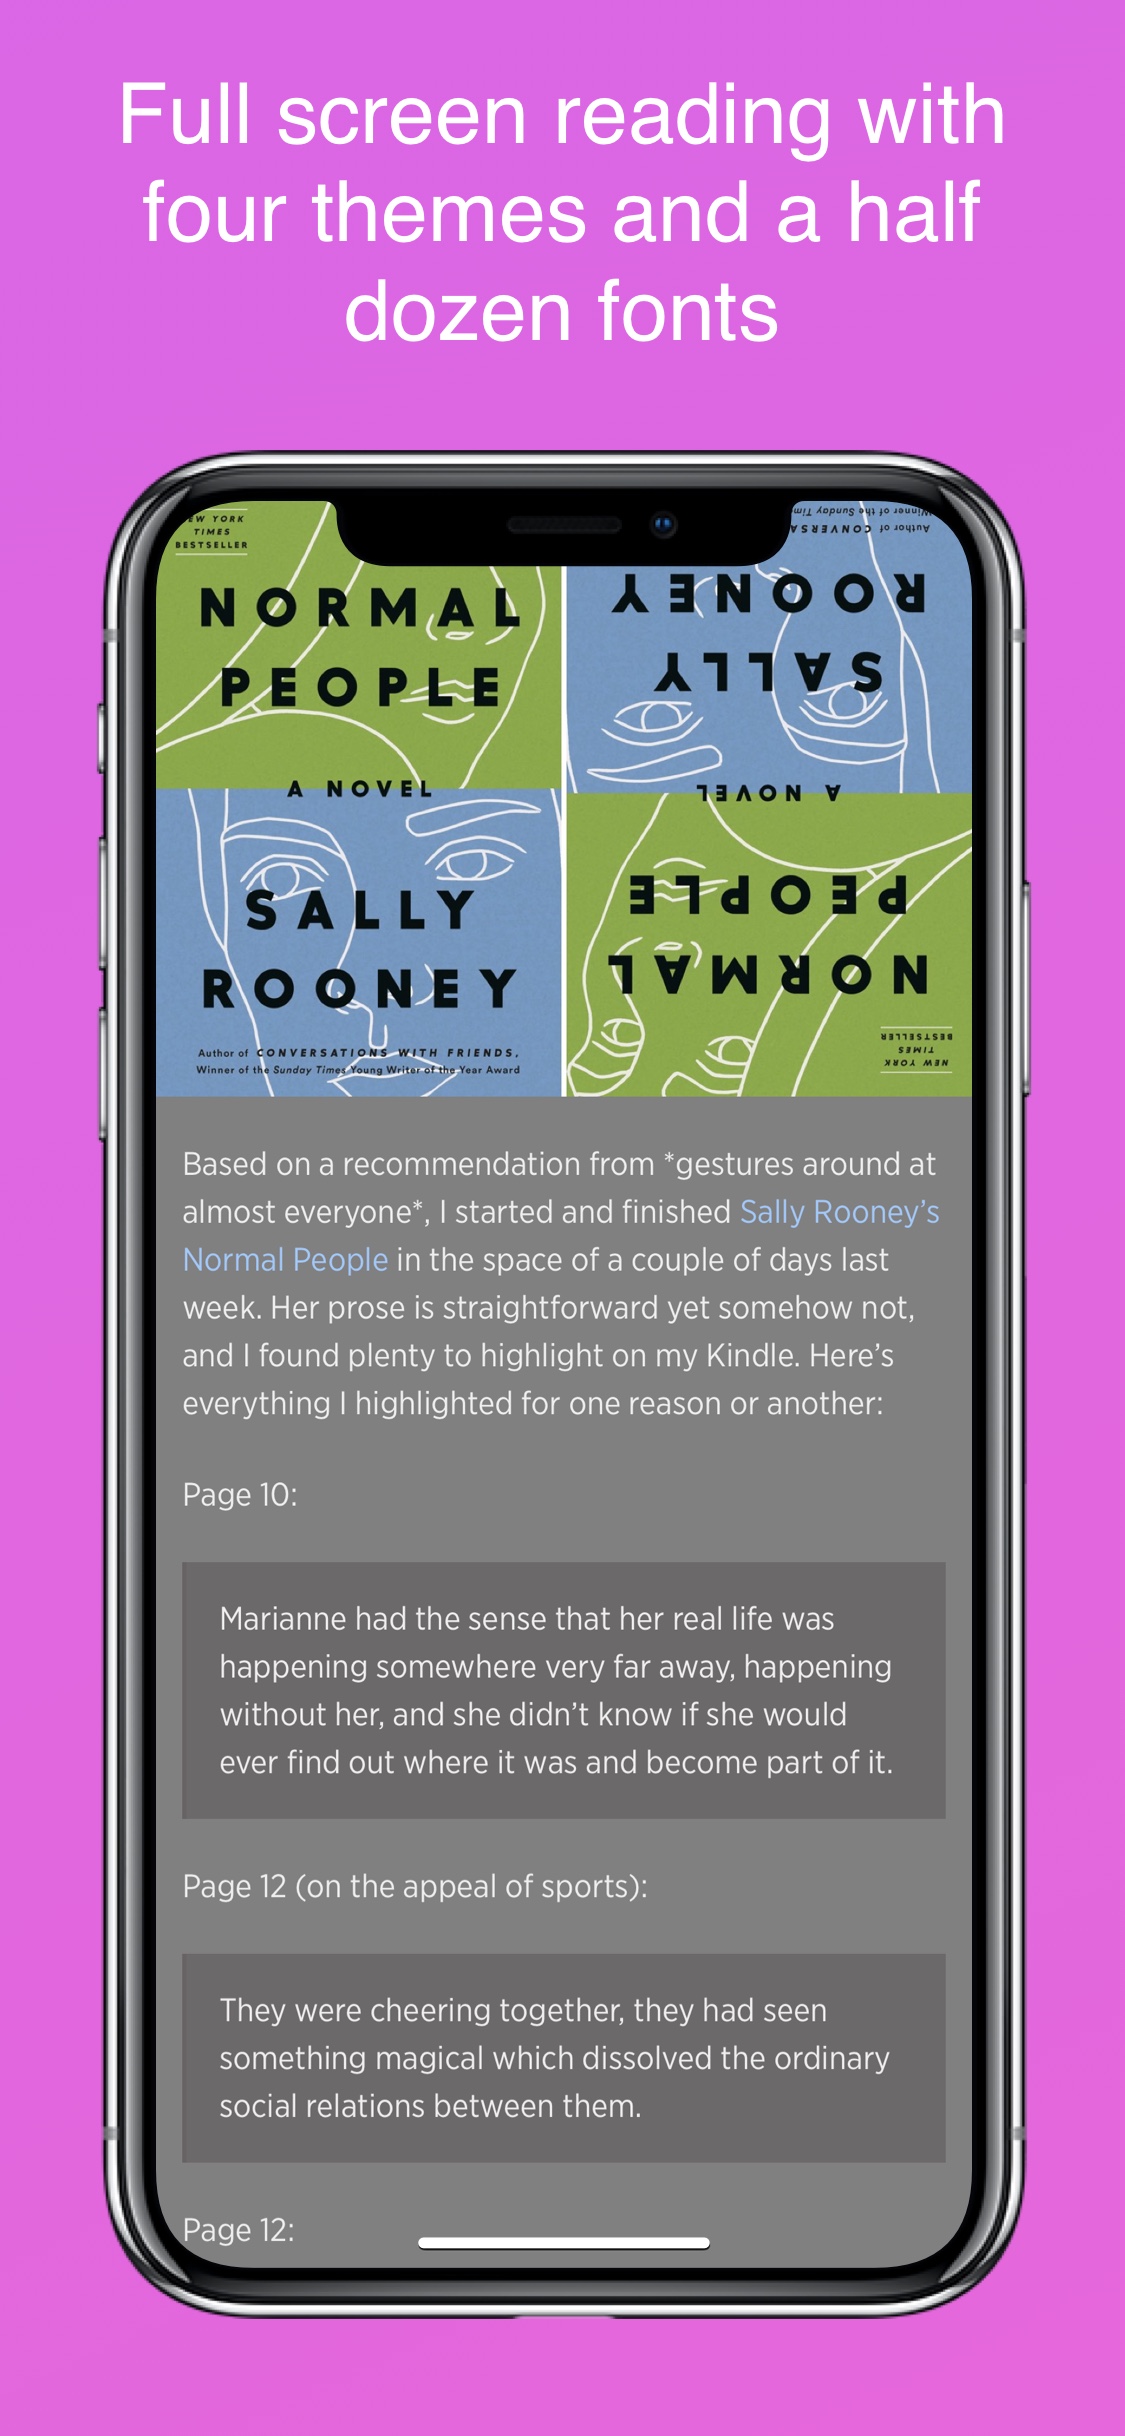 Full screen reading with
four themes and a half
dozen fonts
EW YORK
TIMES
BESTSELLER
NORMAL
PEOPLE
A NOVEL
SALLY
ROONEY
Author of CONVERSATIONS WITH FRIENDS,
Winner of the Sunday Times Young Writer of the Year Award
NEW YORK
TIMES
BESTSELLER
NORMAL
PEOPLE
A NOVEL
SALLY
ROONEY
Author of CONVERSA
Winner of the Sunday Tim
Based on a recommendation from *gestures around at
almost everyone*, I started and finished Sally Rooney’s
Normal People in the space of a couple of days last
week. Her prose is straightforward yet somehow not,
and I found plenty to highlight on my Kindle. Here’s
everything I highlighted for one reason or another:
Page 10:
Marianne had the sense that her real life was
happening somewhere very far away, happening
without her, and she didn’t know if she would
ever find out where it was and become part of it.
Page 12 (on the appeal of sports):
They were cheering together, they had seen
something magical which dissolved the ordinary
social relations between them.
Page 12: